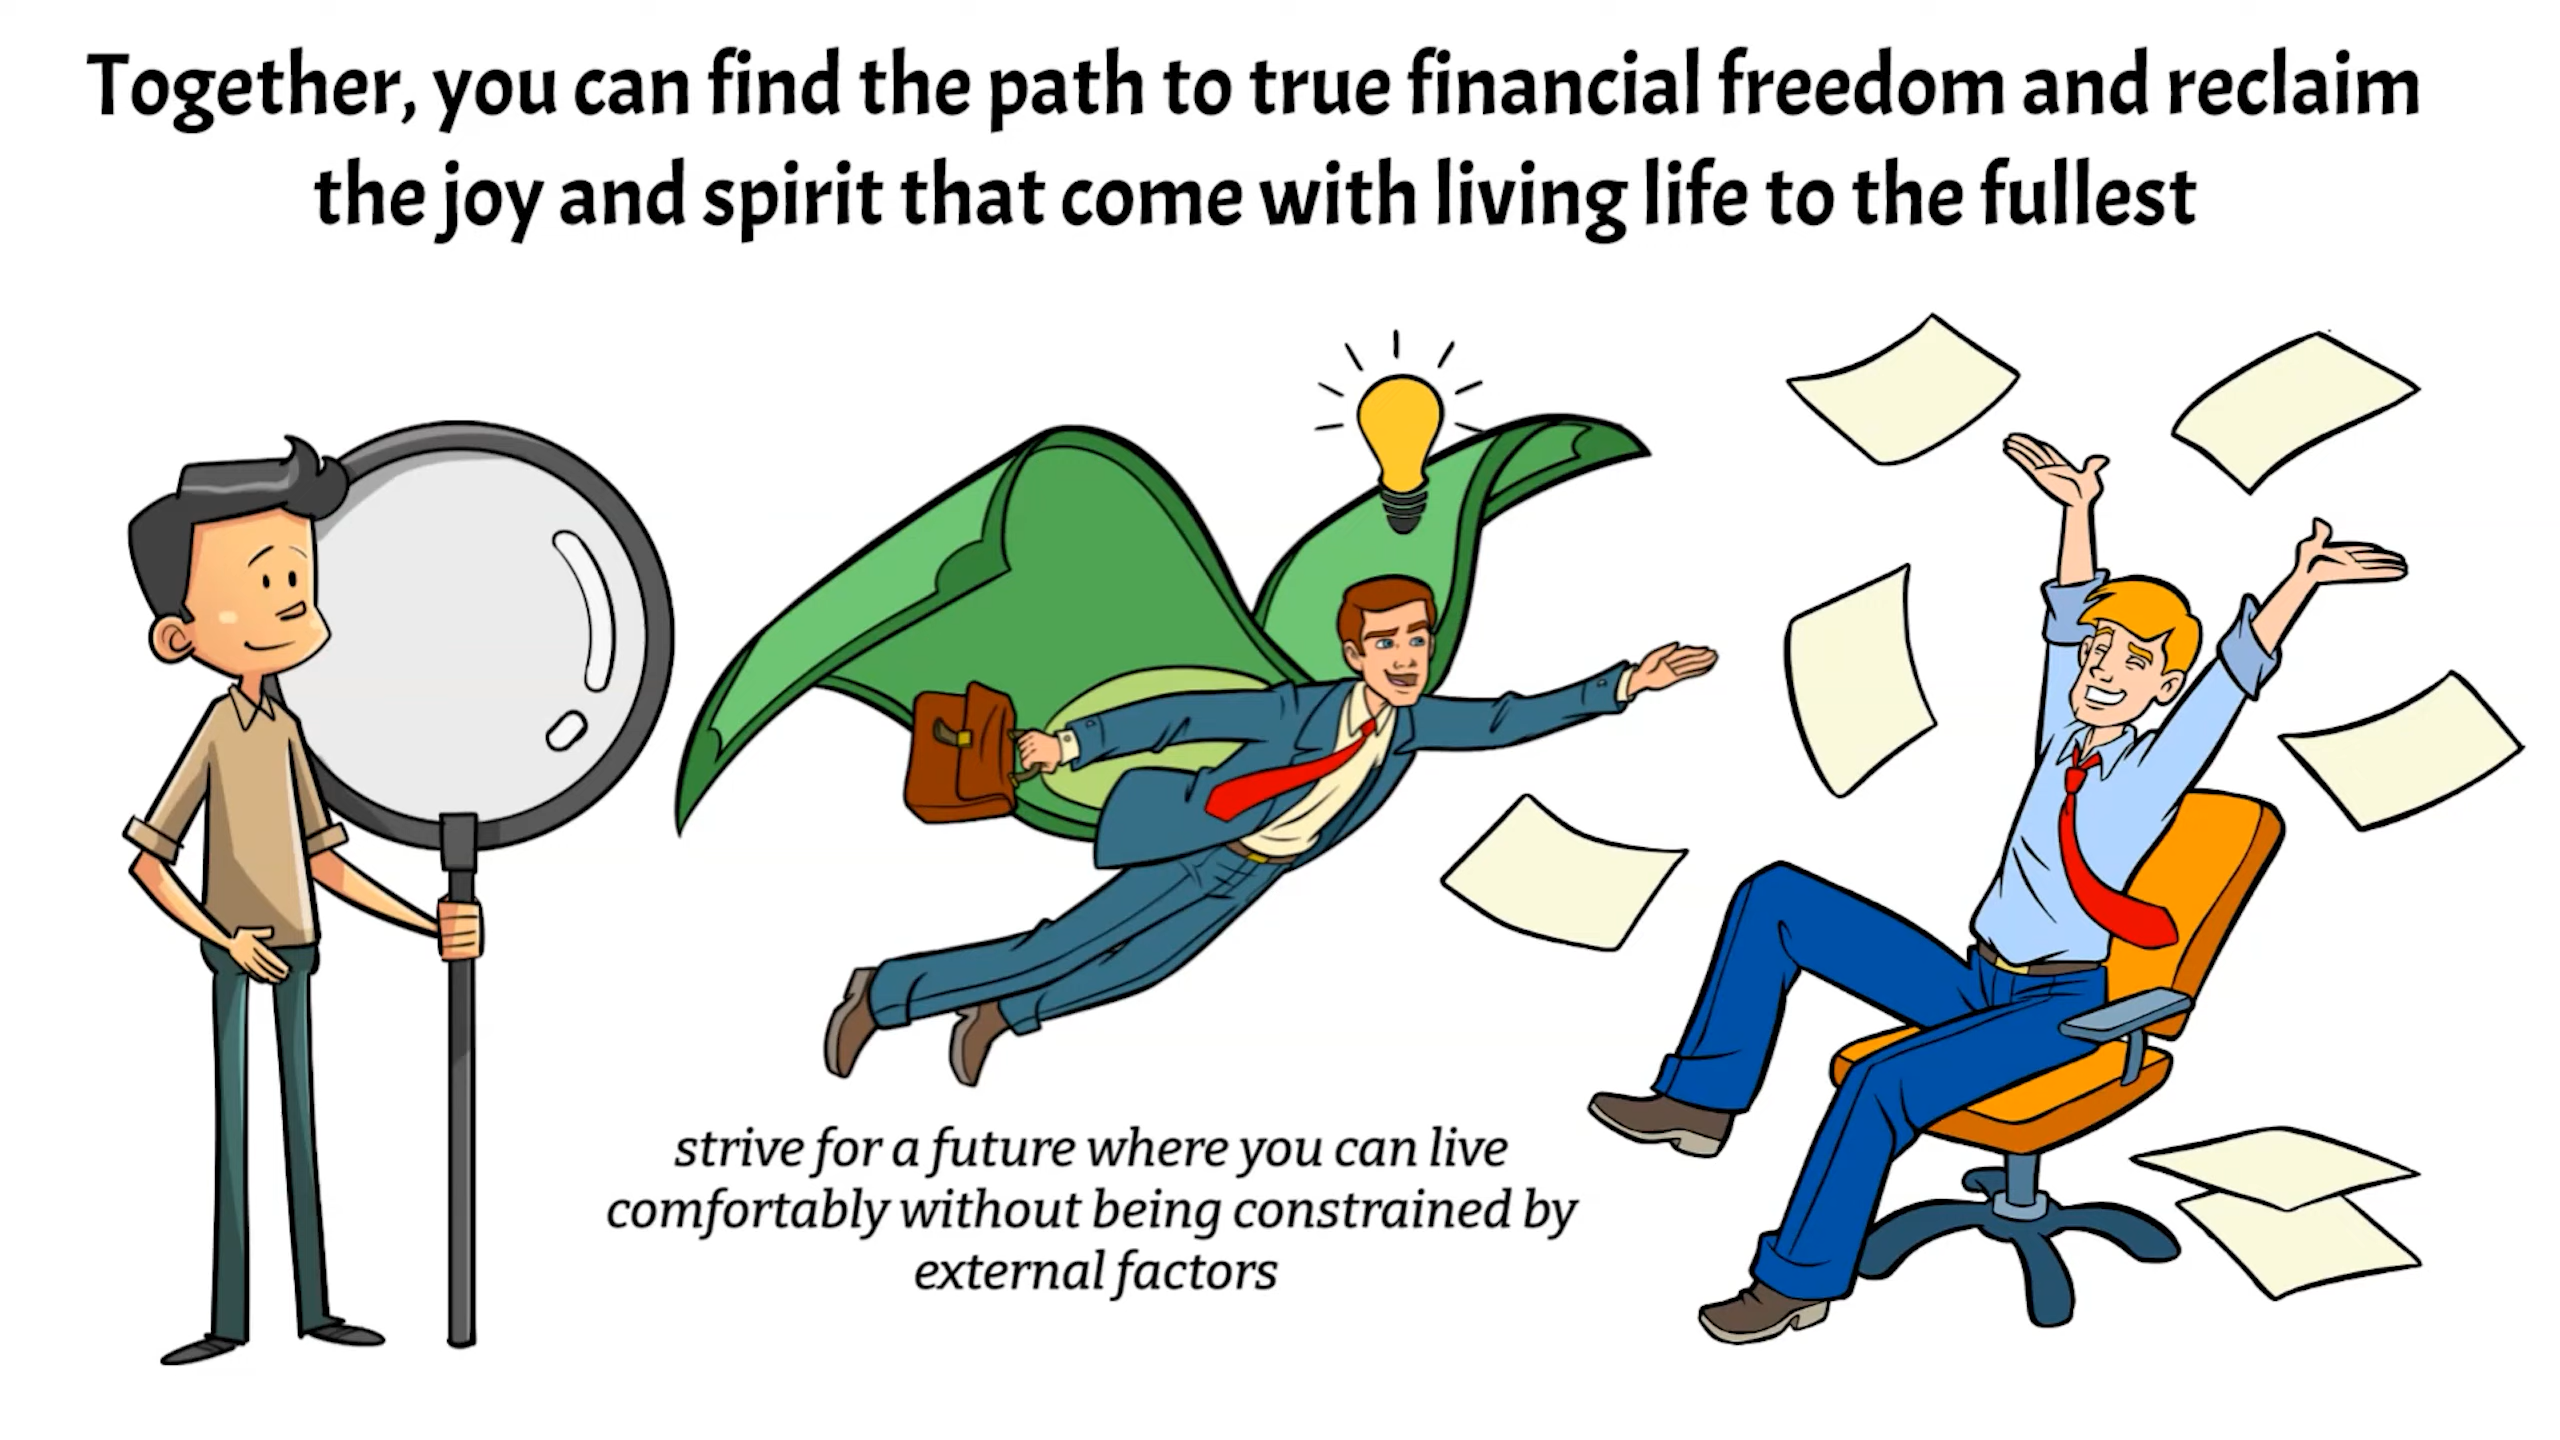 Together, you can find the path to true financial freedom and reclaim
the joy and spirit that come with living life to the fullest
strive for a future where you can live
comfortably without being constrained by
external factors